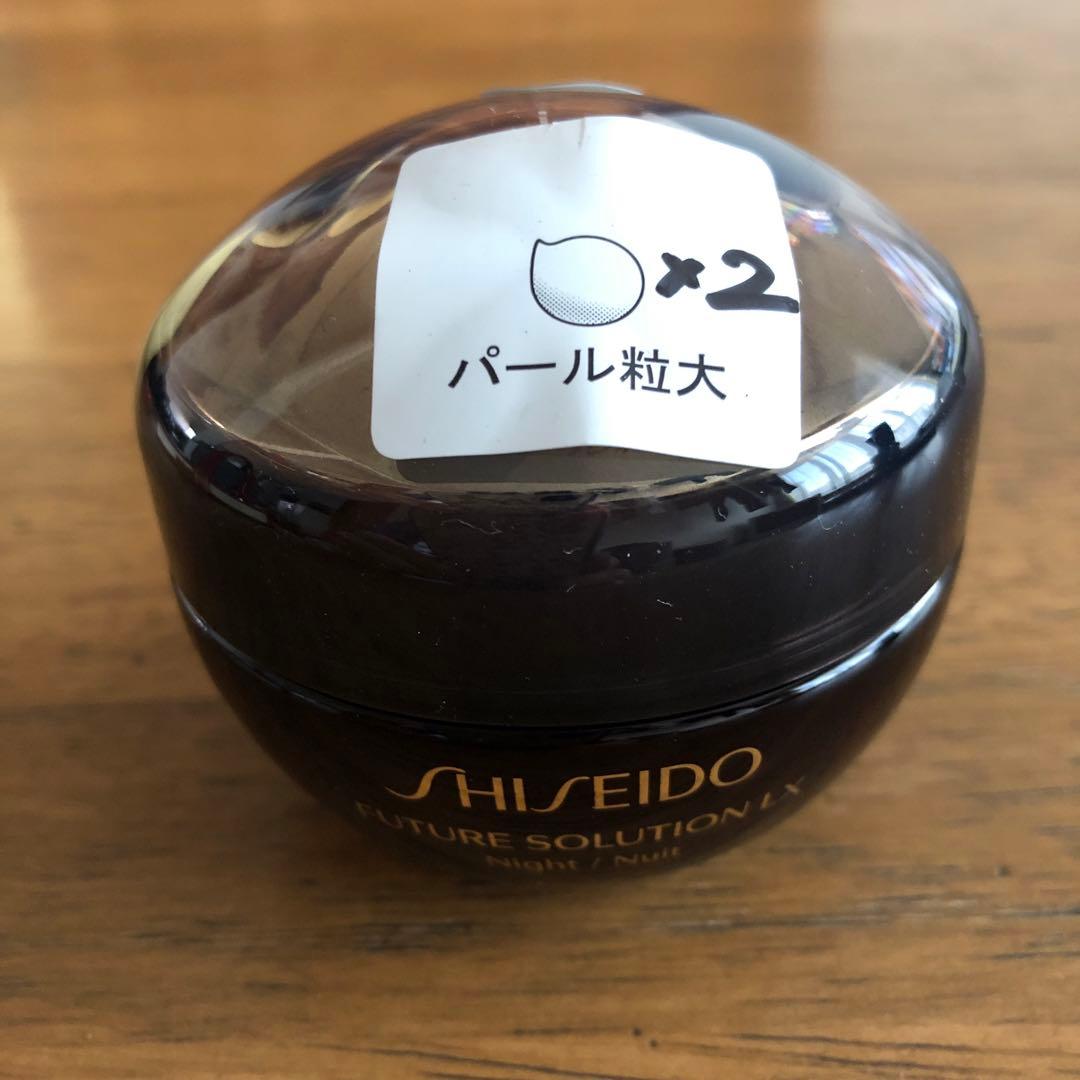 ×2
パール粒大
SHISEIDO
FUTURE SOLUTION LX
Night / Nuit